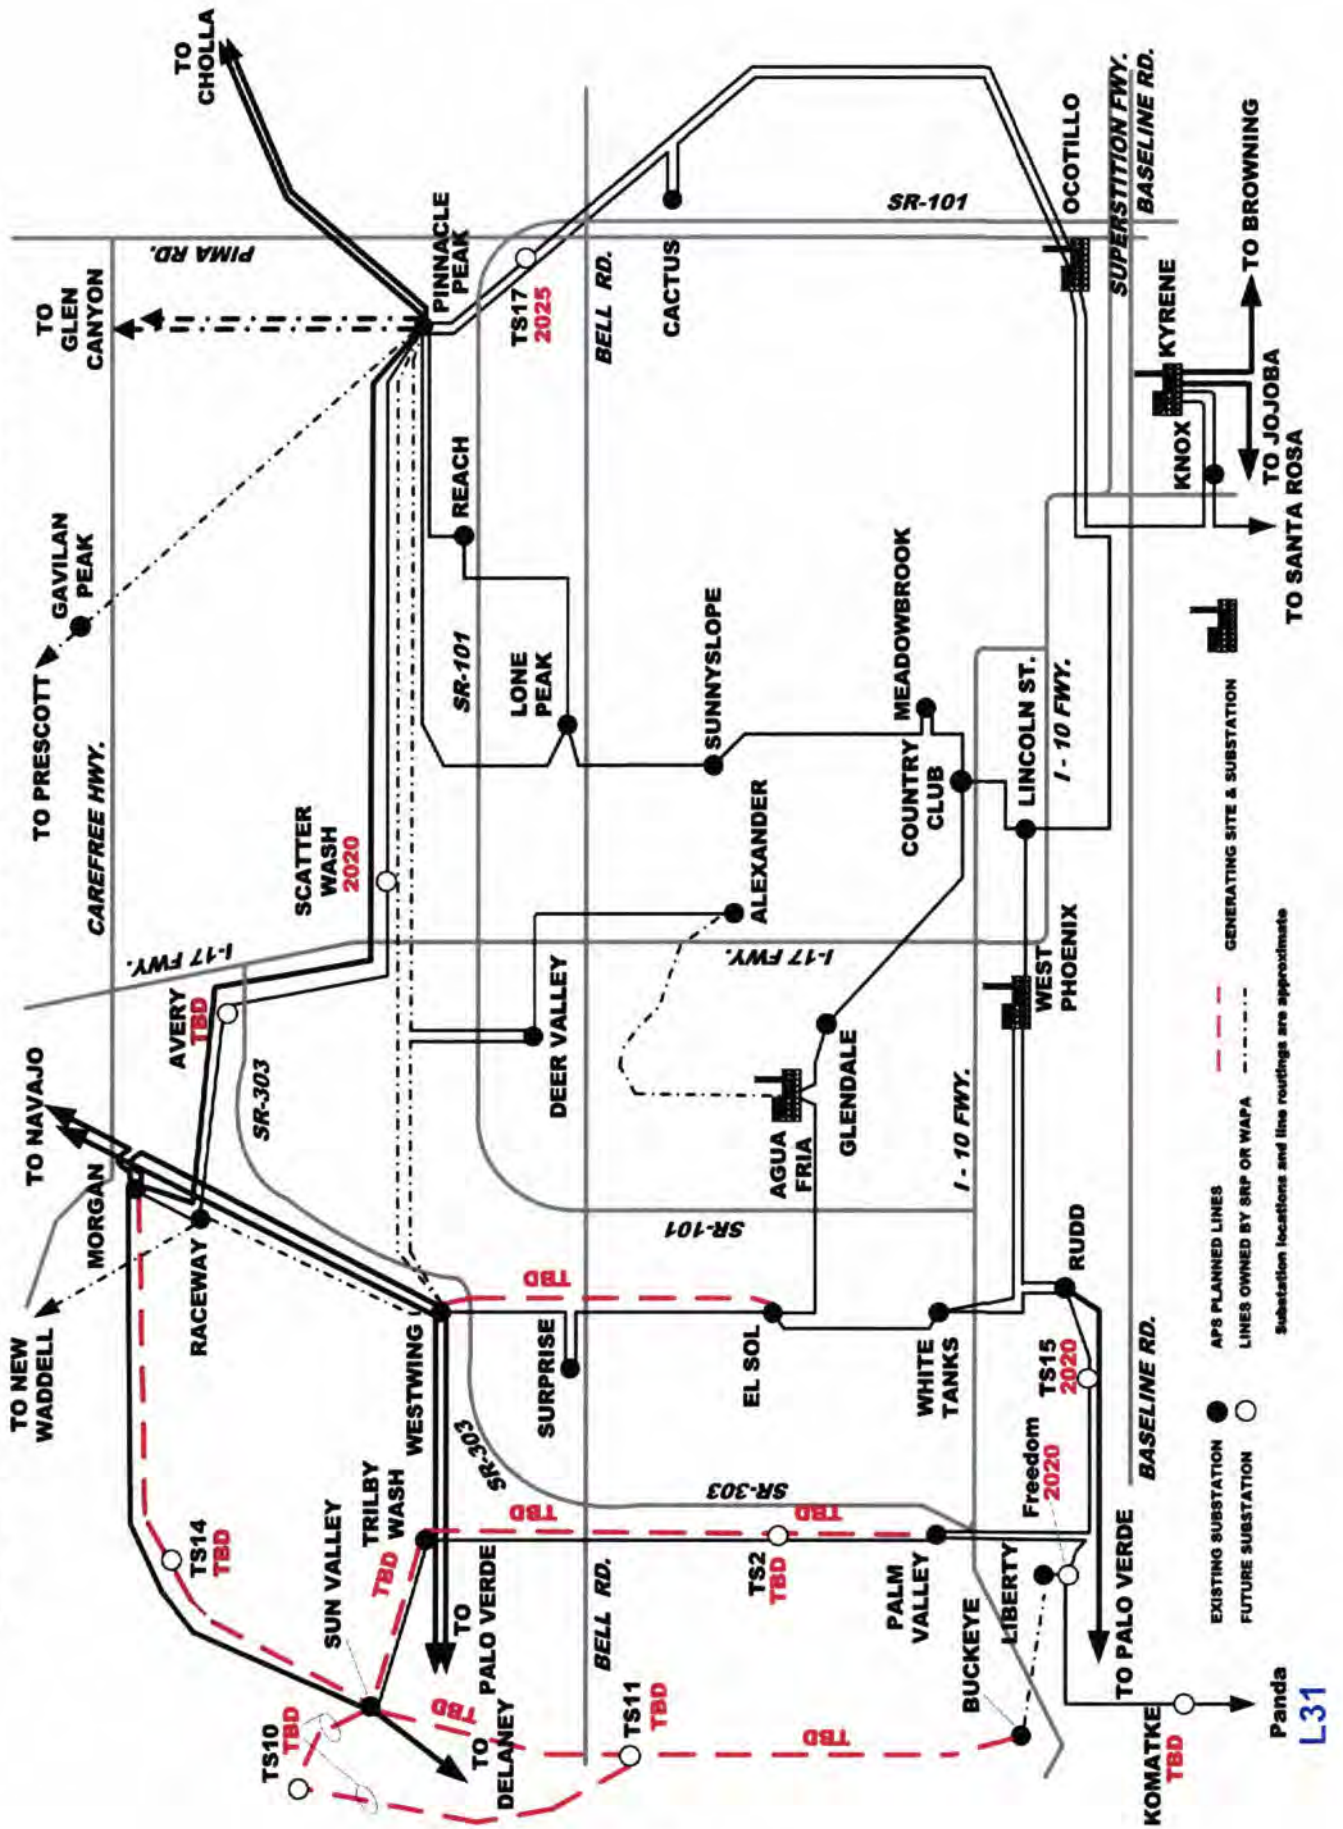 TO
CHOLLA
PIMA RD.
TO
GLEN
CANYON
PINNACLE
PEAK
TS17
2025
BELL RD.
CACTUS
SR-101
OCOTILLO
SUPERSTITION FWY.
BASELINE RD.
TO BROWNING
KYRENE
KNOX
TO JOJOBA
TO SANTA ROSA
REACH
GAVILAN
PEAK
TO PRESCOTT
CAREFREE HWY.
SR-101
LONE
PEAK
SUNNYSLOPE
MEADOWBROOK
COUNTRY
CLUB
LINCOLN ST.
I - 10 FWY.
SCATTER
WASH
2020
ALEXANDER
I-17 FWY.
I-17 FWY.
AVERY
TBD
DEER VALLEY
GLENDALE
WEST
PHOENIX
TO NAVAJO
SR-303
AGUA
FRIA
I - 10 FWY.
MORGAN
RACEWAY
SR-101
TO NEW
WADDELL
WESTWING
TBD
SURPRISE
EL SOL
WHITE
TANKS
RUDD
TS15
2020
BASELINE RD.
SR-303
SR-303
TS14
TBD
SUN VALLEY
TRILBY
WASH
TBD
TBD
TBD
TS2
TBD
PALM
VALLEY
Freedom
2020
LIBERTY
BUCKEYE
TO PALO VERDE
TO
PALO VERDE
TO
DELANEY
TBD
BELL RD.
TS10
TBD
TS11
TBD
TBD
KOMATKE
TBD
Panda
L31
EXISTING SUBSTATION
FUTURE SUBSTATION
APS PLANNED LINES
LINES OWNED BY SRP OR WAPA
GENERATING SITE & SUBSTATION
Substation locations and line routings are approximate